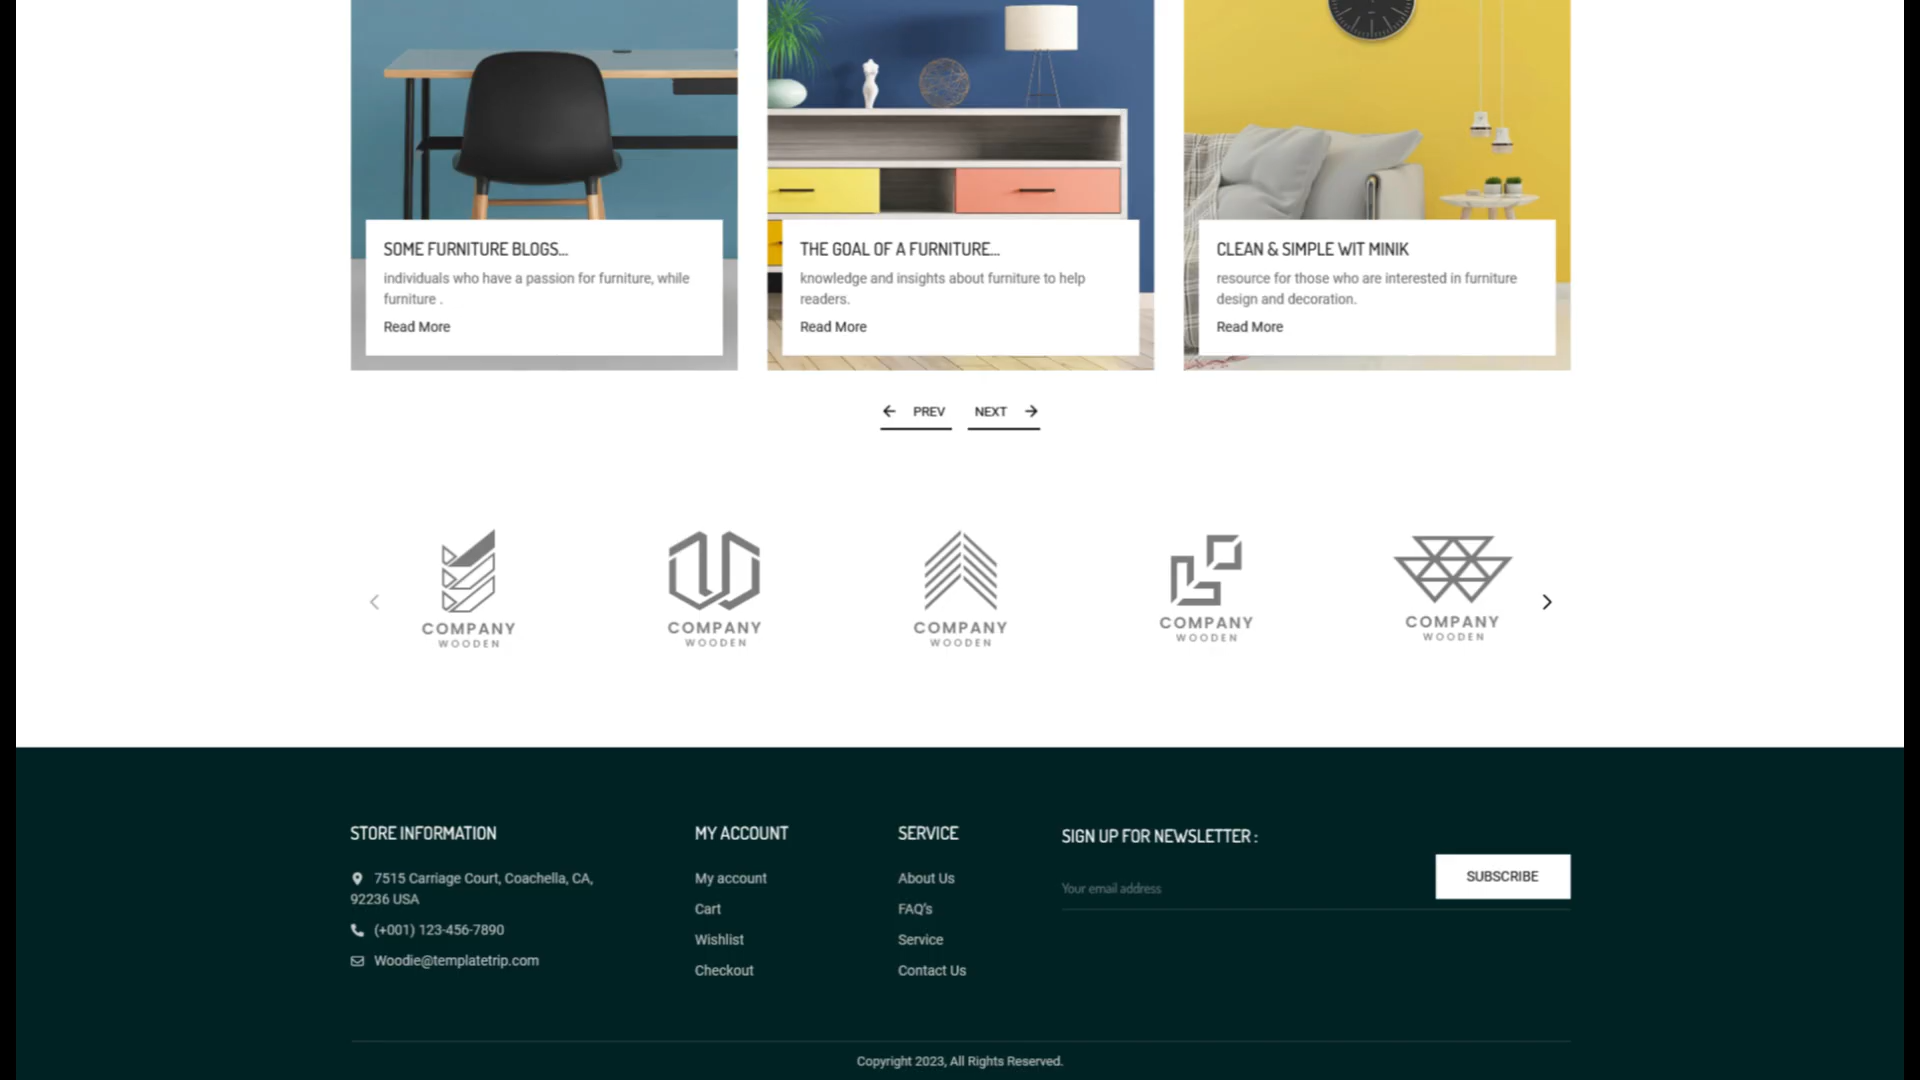 SOME FURNITURE BLOGS...
individuals who have a passion for furniture, while
furniture .
Read More
THE GOAL OF A FURNITURE...
knowledge and insights about furniture to help
readers.
Read More
CLEAN & SIMPLE WIT MINIK
resource for those who are interested in furniture
design and decoration.
Read More
PREV
NEXT
COMPANY
WOODEN
COMPANY
WOODEN
COMPANY
WOODEN
COMPANY
WOODEN
COMPANY
WOODEN
STORE INFORMATION
7515 Carriage Court, Coachella, CA,
92236 USA
(+001) 123-456-7890
Woodie@templatetrip.com
MY ACCOUNT
My account
Cart
Wishlist
Checkout
SERVICE
About Us
FAQ's
Service
Contact Us
SIGN UP FOR NEWSLETTER :
Your email address
SUBSCRIBE
Copyright 2023, All Rights Reserved.